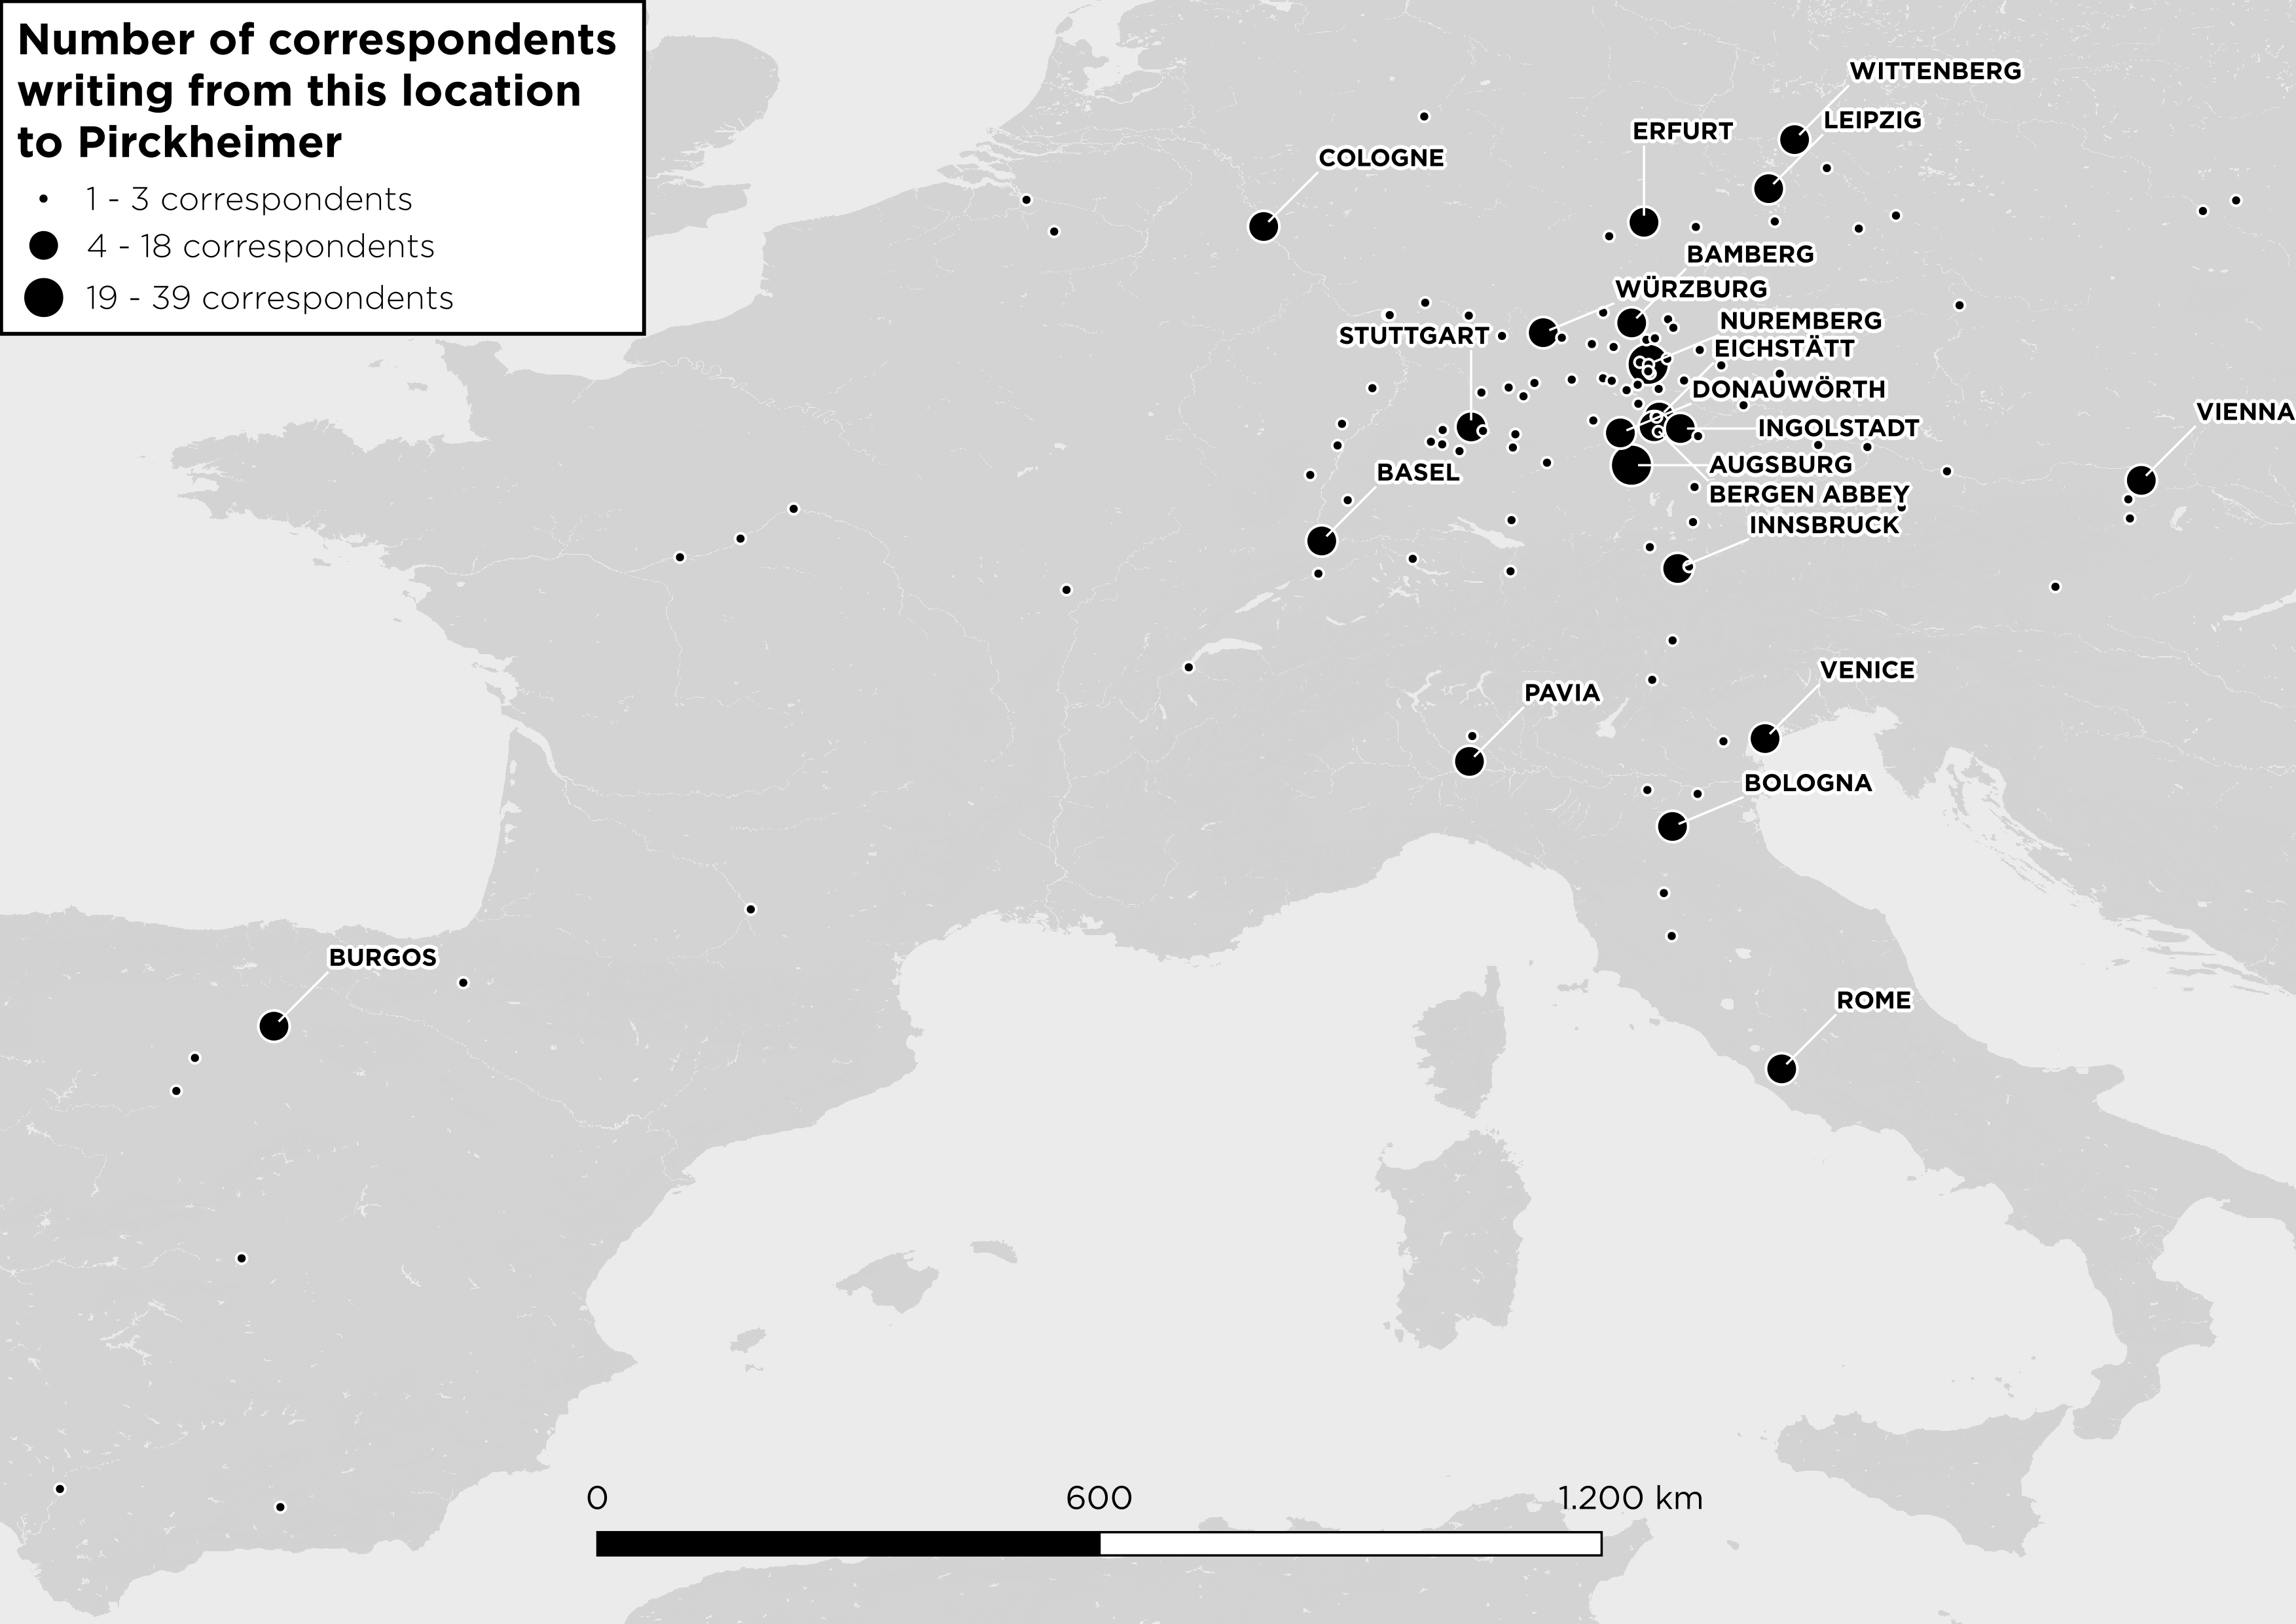 Number of correspondents
writing from this location
to Pirckheimer
1 - 3 correspondents
4 - 18 correspondents
19 - 39 correspondents
WITTENBERG
LEIPZIG
ERFURT
COLOGNE
BAMBERG
WÜRZBURG
NUREMBERG
STUTTGART
EICHSTÄTT
DONAUWÖRTH
VIENNA
INGOLSTADT
AUGSBURG
BASEL
BERGEN ABBEY
INNSBRUCK
VENICE
PAVIA
BOLOGNA
BURGOS
ROME
0
600
1.200 km